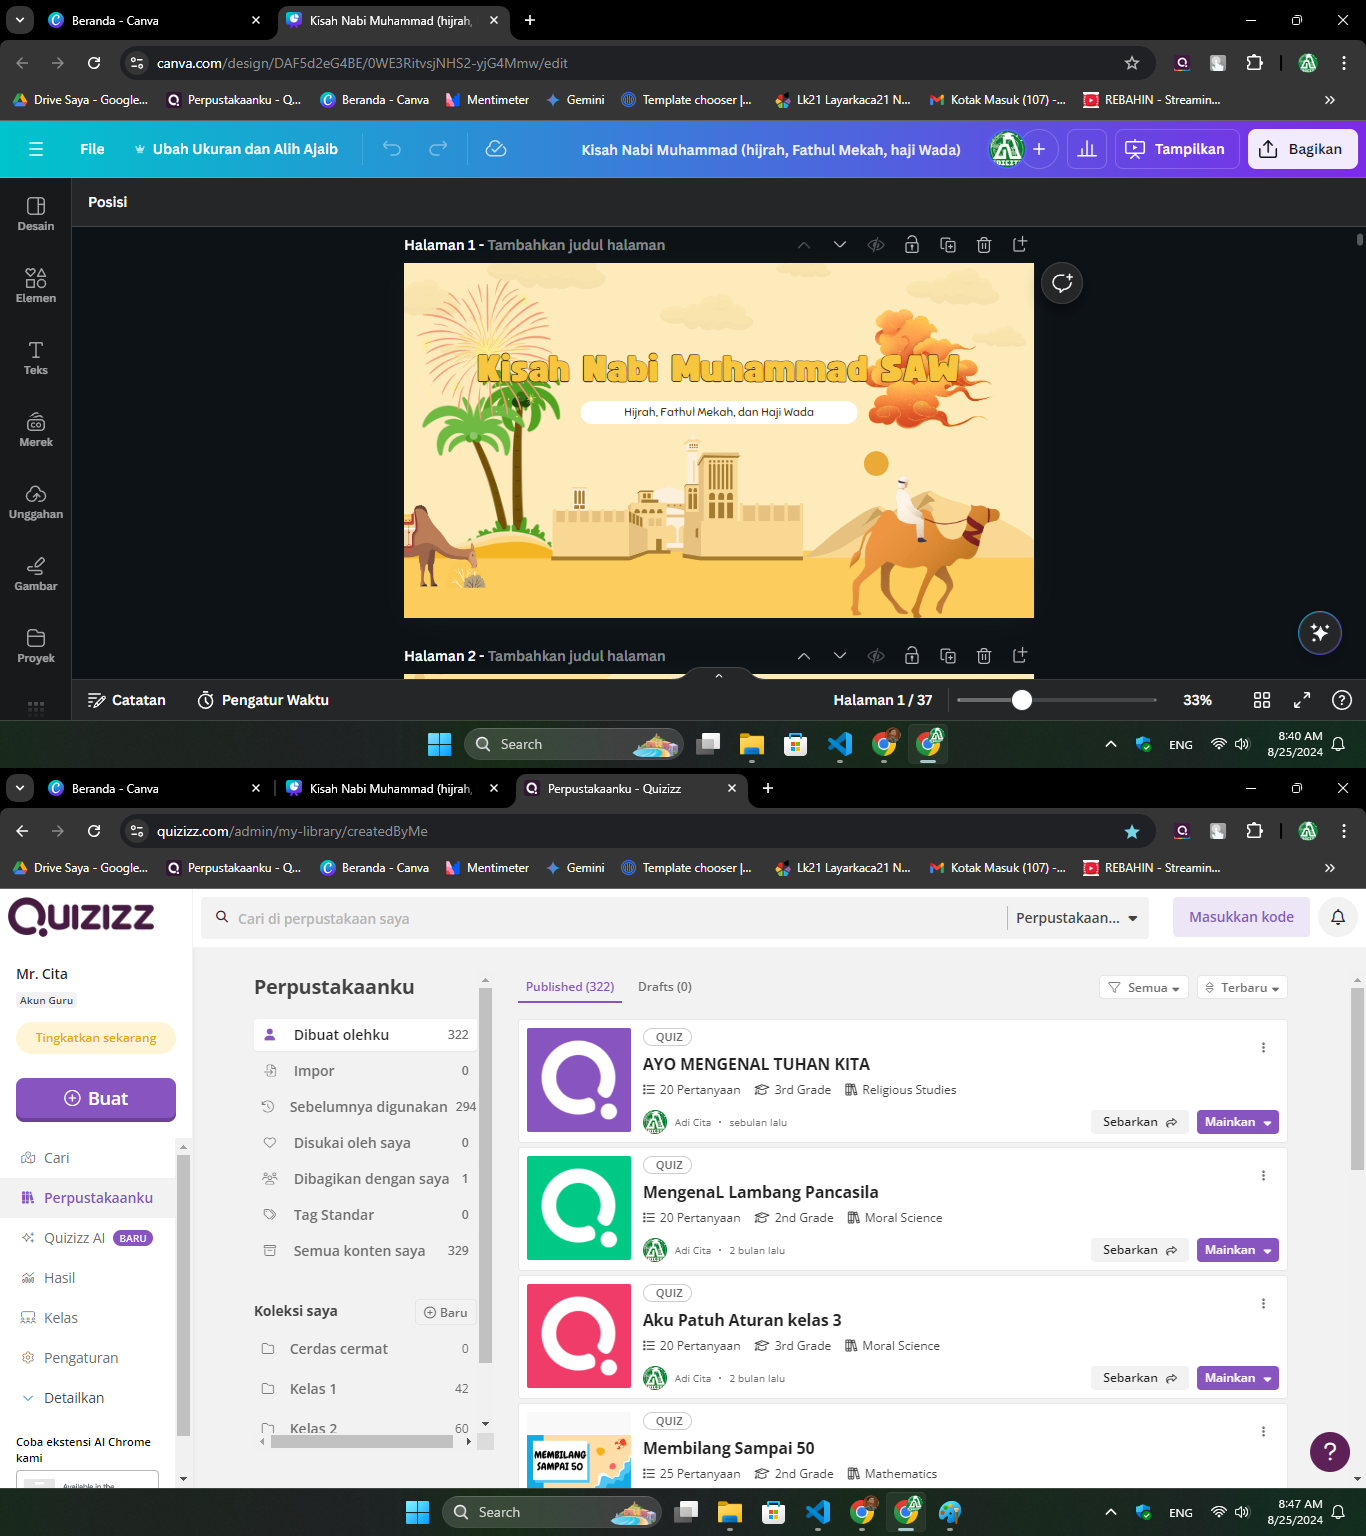 Beranda - Canva
Kisah Nabi Muhammad (hijrah,
canva.com/design/DAF5d2eG4BE/0WE3RitvsjNHS2-yjG4Mmw/edit
Drive Saya - Google...
Perpustakaanku - Q...
Beranda - Canva
Mentimeter
Gemini
Template chooser |...
Lk21 Layarkaca21 N...
Kotak Masuk (107) -...
REBAHIN - Streamin...
File
Ubah Ukuran dan Alih Ajaib
Kisah Nabi Muhammad (hijrah, Fathul Mekah, haji Wada)
Tampilkan
Bagikan
Posisi
Desain
Elemen
Teks
Merek
Unggahan
Gambar
Proyek
Halaman 1 - Tambahkan judul halaman
Kisah Nabi Muhammad SAW
Hijrah, Fathul Mekah, dan Haji Wada
Halaman 2 - Tambahkan judul halaman
Catatan
Pengatur Waktu
Halaman 1 / 37
33%
Search
ENG
8:40 AM
8/25/2024
Beranda - Canva
Kisah Nabi Muhammad (hijrah,
Perpustakaanku - Quizizz
quizizz.com/admin/my-library/createdByMe
Drive Saya - Google...
Perpustakaanku - Q...
Beranda - Canva
Mentimeter
Gemini
Template chooser |...
Lk21 Layarkaca21 N...
Kotak Masuk (107) -...
REBAHIN - Streamin...
QUIZIZZ
Cari di perpustakaan saya
Perpustakaan...
Masukkan kode
Mr. Cita
Akun Guru
Tingkatkan sekarang
Buat
Cari
Perpustakaanku
Quizizz AI BARU
Hasil
Kelas
Pengaturan
Detailkan
Coba ekstensi AI Chrome
kami
Available in the
Perpustakaanku
Dibuat olehku 322
Impor 0
Sebelumnya digunakan 294
Disukai oleh saya 0
Dibagikan dengan saya 1
Tag Standar 0
Semua konten saya 329
Koleksi saya
Baru
Cerdas cermat 0
Kelas 1 42
Kelas 2 60
Published (322)
Drafts (0)
Semua
Terbaru
QUIZ
AYO MENGENAL TUHAN KITA
20 Pertanyaan 3rd Grade Religious Studies
Adi Cita • sebulan lalu
Sebarkan
Mainkan
QUIZ
MengenaL Lambang Pancasila
20 Pertanyaan 2nd Grade Moral Science
Adi Cita • 2 bulan lalu
Sebarkan
Mainkan
QUIZ
Aku Patuh Aturan kelas 3
20 Pertanyaan 3rd Grade Moral Science
Adi Cita • 2 bulan lalu
Sebarkan
Mainkan
MEMBILANG
SAMPAI 50
QUIZ
Membilang Sampai 50
25 Pertanyaan 2nd Grade Mathematics
Search
ENG
8:47 AM
8/25/2024